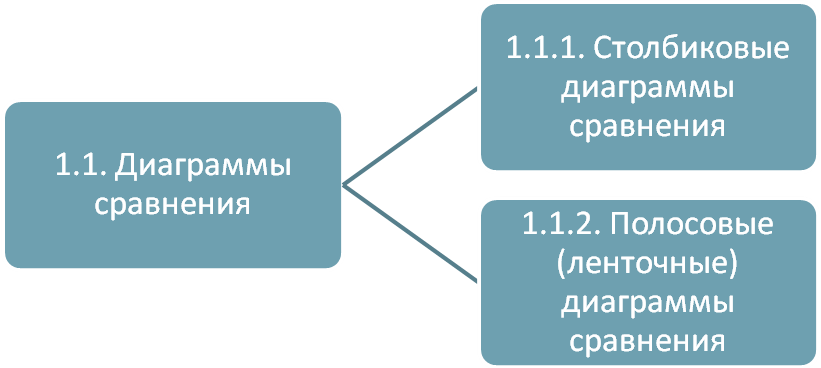 1.1. Диаграммы
сравнения
1.1.1. Столбиковые
диаграммы
сравнения
1.1.2. Полосовые
(ленточные)
диаграммы
сравнения